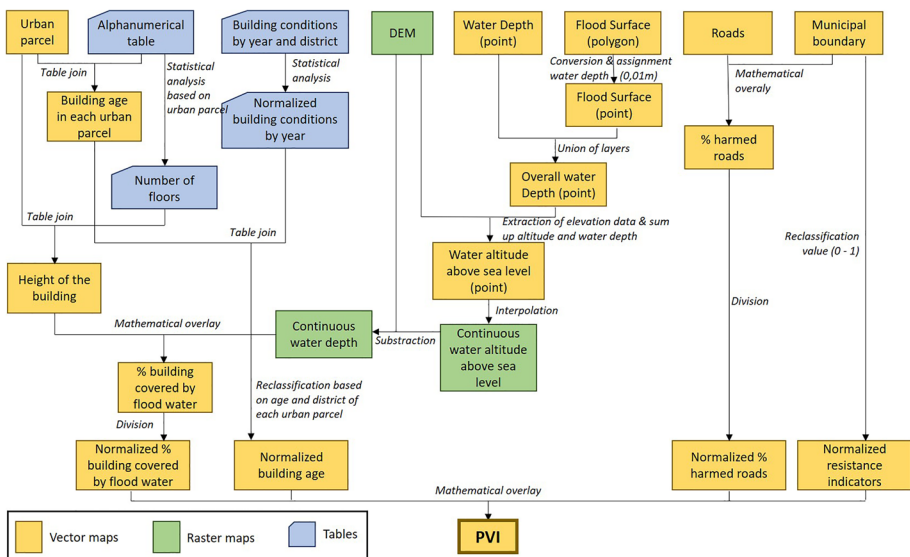 Urban
parcel
Alphanumerical
table
Building conditions
by year and district
DEM
Water Depth
(point)
Flood Surface
(polygon)
Roads
Municipal
boundary
Table join
Statistical
analysis
based on
urban parcel
Statistical
analysis
Conversion & assignment
water depth (0,01m)
Mathematical
overaly
Building age
in each urban
parcel
Normalized
building conditions
by year
Flood Surface
(point)
% harmed
roads
Union of layers
Number of
floors
Overall water
Depth (point)
Table join
Table join
Extraction of elevation data & sum
up altitude and water depth
Reclassification
value (0 - 1)
Height of the
building
Water altitude
above sea level
(point)
Interpolation
Division
Mathematical overlay
Continuous
water depth
Substraction
Continuous
water altitude
above sea
level
% building
covered by
flood water
Reclassification based
on age and district of
each urban parcel
Division
Normalized %
building covered
by flood water
Normalized
building age
Normalized %
harmed roads
Normalized
resistance
indicators
Mathematical overlay
Vector maps
Raster maps
Tables
PVI